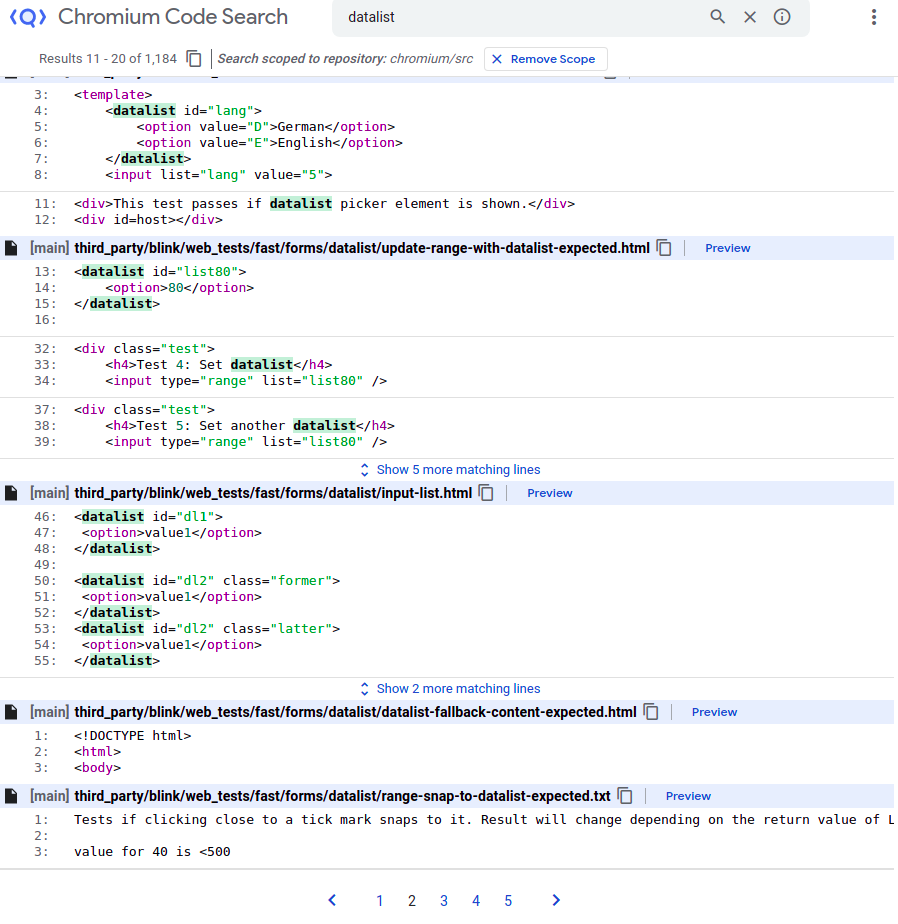 Chromium Code Search
datalist
Results 11 - 20 of 1,184
Search scoped to repository: chromium/src
Remove Scope
3: <template>
4:     <datalist id="lang">
5:         <option value="D">German</option>
6:         <option value="E">English</option>
7:     </datalist>
8:     <input list="lang" value="5">
11: <div>This test passes if datalist picker element is shown.</div>
12: <div id=host></div>
[main] third_party/blink/web_tests/fast/forms/datalist/update-range-with-datalist-expected.html Preview
13: <datalist id="list80">
14:     <option>80</option>
15: </datalist>
16:
32: <div class="test">
33:     <h4>Test 4: Set datalist</h4>
34:     <input type="range" list="list80" />
37: <div class="test">
38:     <h4>Test 5: Set another datalist</h4>
39:     <input type="range" list="list80" />
Show 5 more matching lines
[main] third_party/blink/web_tests/fast/forms/datalist/input-list.html Preview
46: <datalist id="dl1">
47:  <option>value1</option>
48: </datalist>
49:
50: <datalist id="dl2" class="former">
51:  <option>value1</option>
52: </datalist>
53: <datalist id="dl2" class="latter">
54:  <option>value1</option>
55: </datalist>
Show 2 more matching lines
[main] third_party/blink/web_tests/fast/forms/datalist/datalist-fallback-content-expected.html Preview
1: <!DOCTYPE html>
2: <html>
3: <body>
[main] third_party/blink/web_tests/fast/forms/datalist/range-snap-to-datalist-expected.txt Preview
1: Tests if clicking close to a tick mark snaps to it. Result will change depending on the return value of L
2:
3: value for 40 is <500
1 2 3 4 5